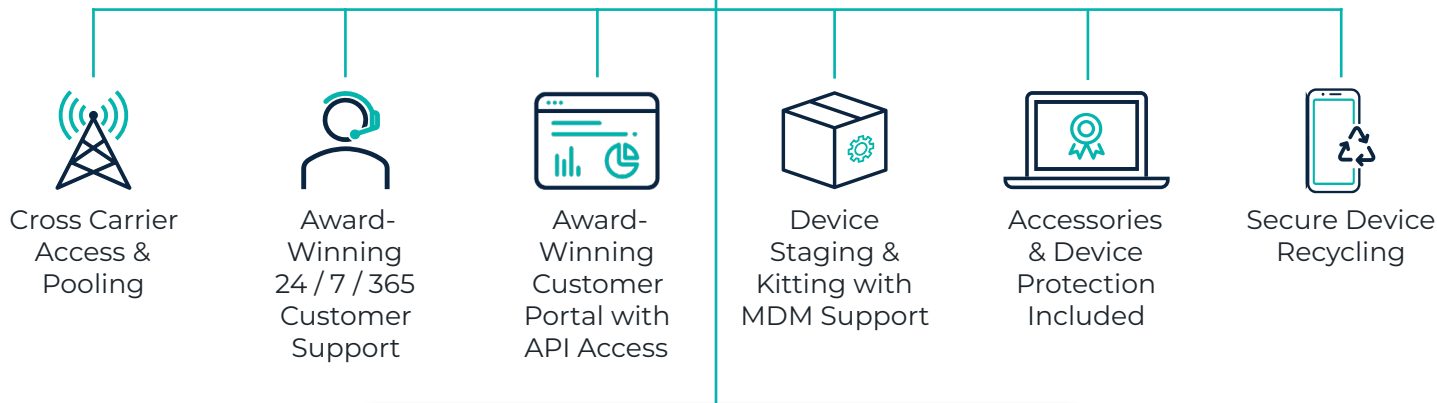 Cross Carrier
Access &
Pooling
Award-
Winning
24 / 7 / 365
Customer
Support
Award-
Winning
Customer
Portal with
API Access
Device
Staging &
Kitting with
MDM Support
Accessories
& Device
Protection
Included
Secure Device
Recycling